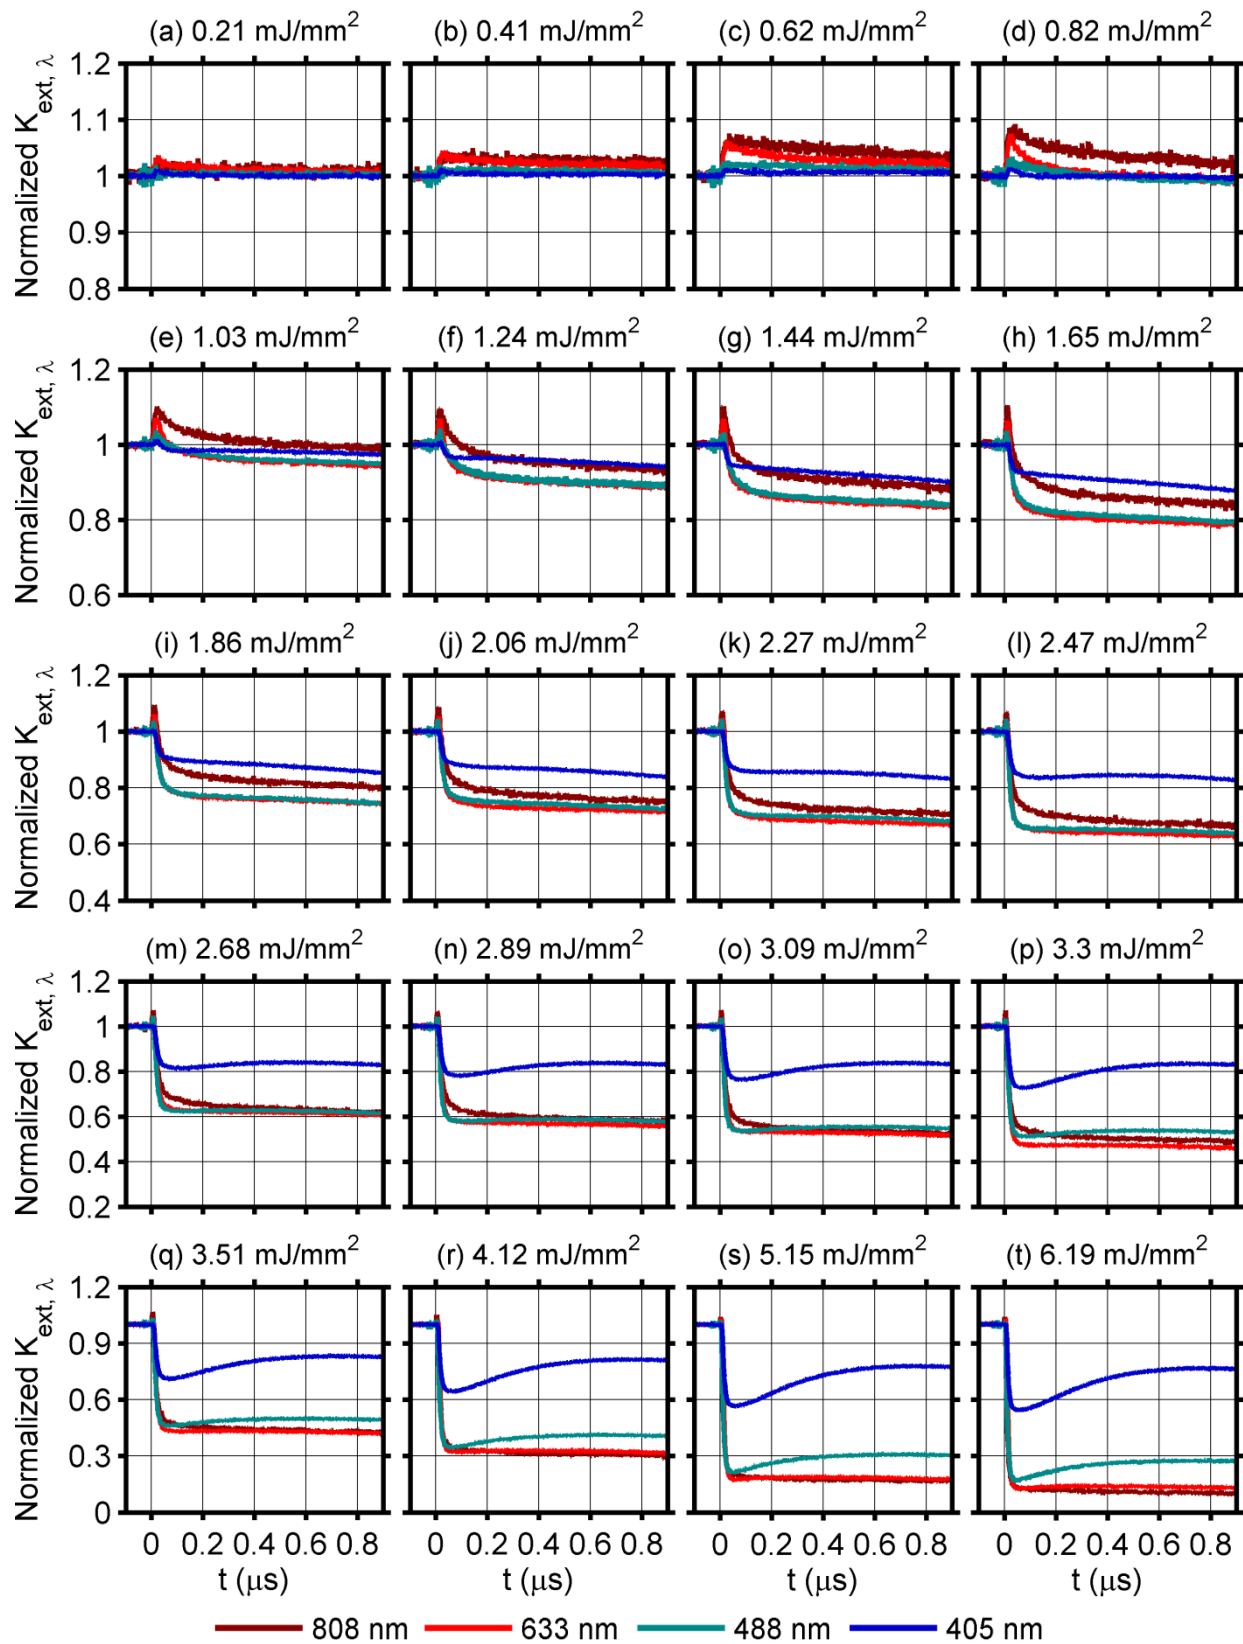 (a) 0.21 mJ/mm² (b) 0.41 mJ/mm² (c) 0.62 mJ/mm² (d) 0.82 mJ/mm²
Normalized K_ext, λ
1.2
1.1
1
0.9
0.8
(e) 1.03 mJ/mm² (f) 1.24 mJ/mm² (g) 1.44 mJ/mm² (h) 1.65 mJ/mm²
Normalized K_ext, λ
1.2
1
0.8
0.6
(i) 1.86 mJ/mm² (j) 2.06 mJ/mm² (k) 2.27 mJ/mm² (l) 2.47 mJ/mm²
Normalized K_ext, λ
1.2
1
0.8
0.6
0.4
(m) 2.68 mJ/mm² (n) 2.89 mJ/mm² (o) 3.09 mJ/mm² (p) 3.3 mJ/mm²
Normalized K_ext, λ
1.2
1
0.8
0.6
0.4
0.2
(q) 3.51 mJ/mm² (r) 4.12 mJ/mm² (s) 5.15 mJ/mm² (t) 6.19 mJ/mm²
Normalized K_ext, λ
1.2
0.9
0.6
0.3
0
0 0.2 0.4 0.6 0.8 0 0.2 0.4 0.6 0.8 0 0.2 0.4 0.6 0.8 0 0.2 0.4 0.6 0.8
t (μs) t (μs) t (μs) t (μs)
808 nm 633 nm 488 nm 405 nm